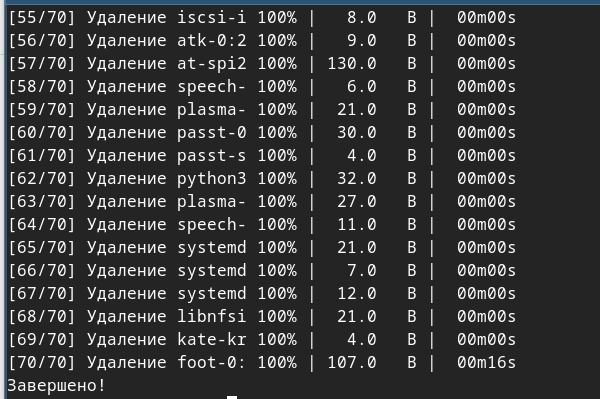 [55/70] Удаление iscsi-i 100% |   8.0   B |  00m00s
[56/70] Удаление atk-0:2 100% |   9.0   B |  00m00s
[57/70] Удаление at-spi2 100% | 130.0   B |  00m00s
[58/70] Удаление speech- 100% |   6.0   B |  00m00s
[59/70] Удаление plasma- 100% |  21.0   B |  00m00s
[60/70] Удаление passt-0 100% |  30.0   B |  00m00s
[61/70] Удаление passt-s 100% |   4.0   B |  00m00s
[62/70] Удаление python3 100% |  32.0   B |  00m00s
[63/70] Удаление plasma- 100% |  27.0   B |  00m00s
[64/70] Удаление speech- 100% |  11.0   B |  00m00s
[65/70] Удаление systemd 100% |  21.0   B |  00m00s
[66/70] Удаление systemd 100% |   7.0   B |  00m00s
[67/70] Удаление systemd 100% |  12.0   B |  00m00s
[68/70] Удаление libnfsi 100% |  21.0   B |  00m00s
[69/70] Удаление kate-kr 100% |   4.0   B |  00m00s
[70/70] Удаление foot-0: 100% | 107.0   B |  00m16s
Завершено!